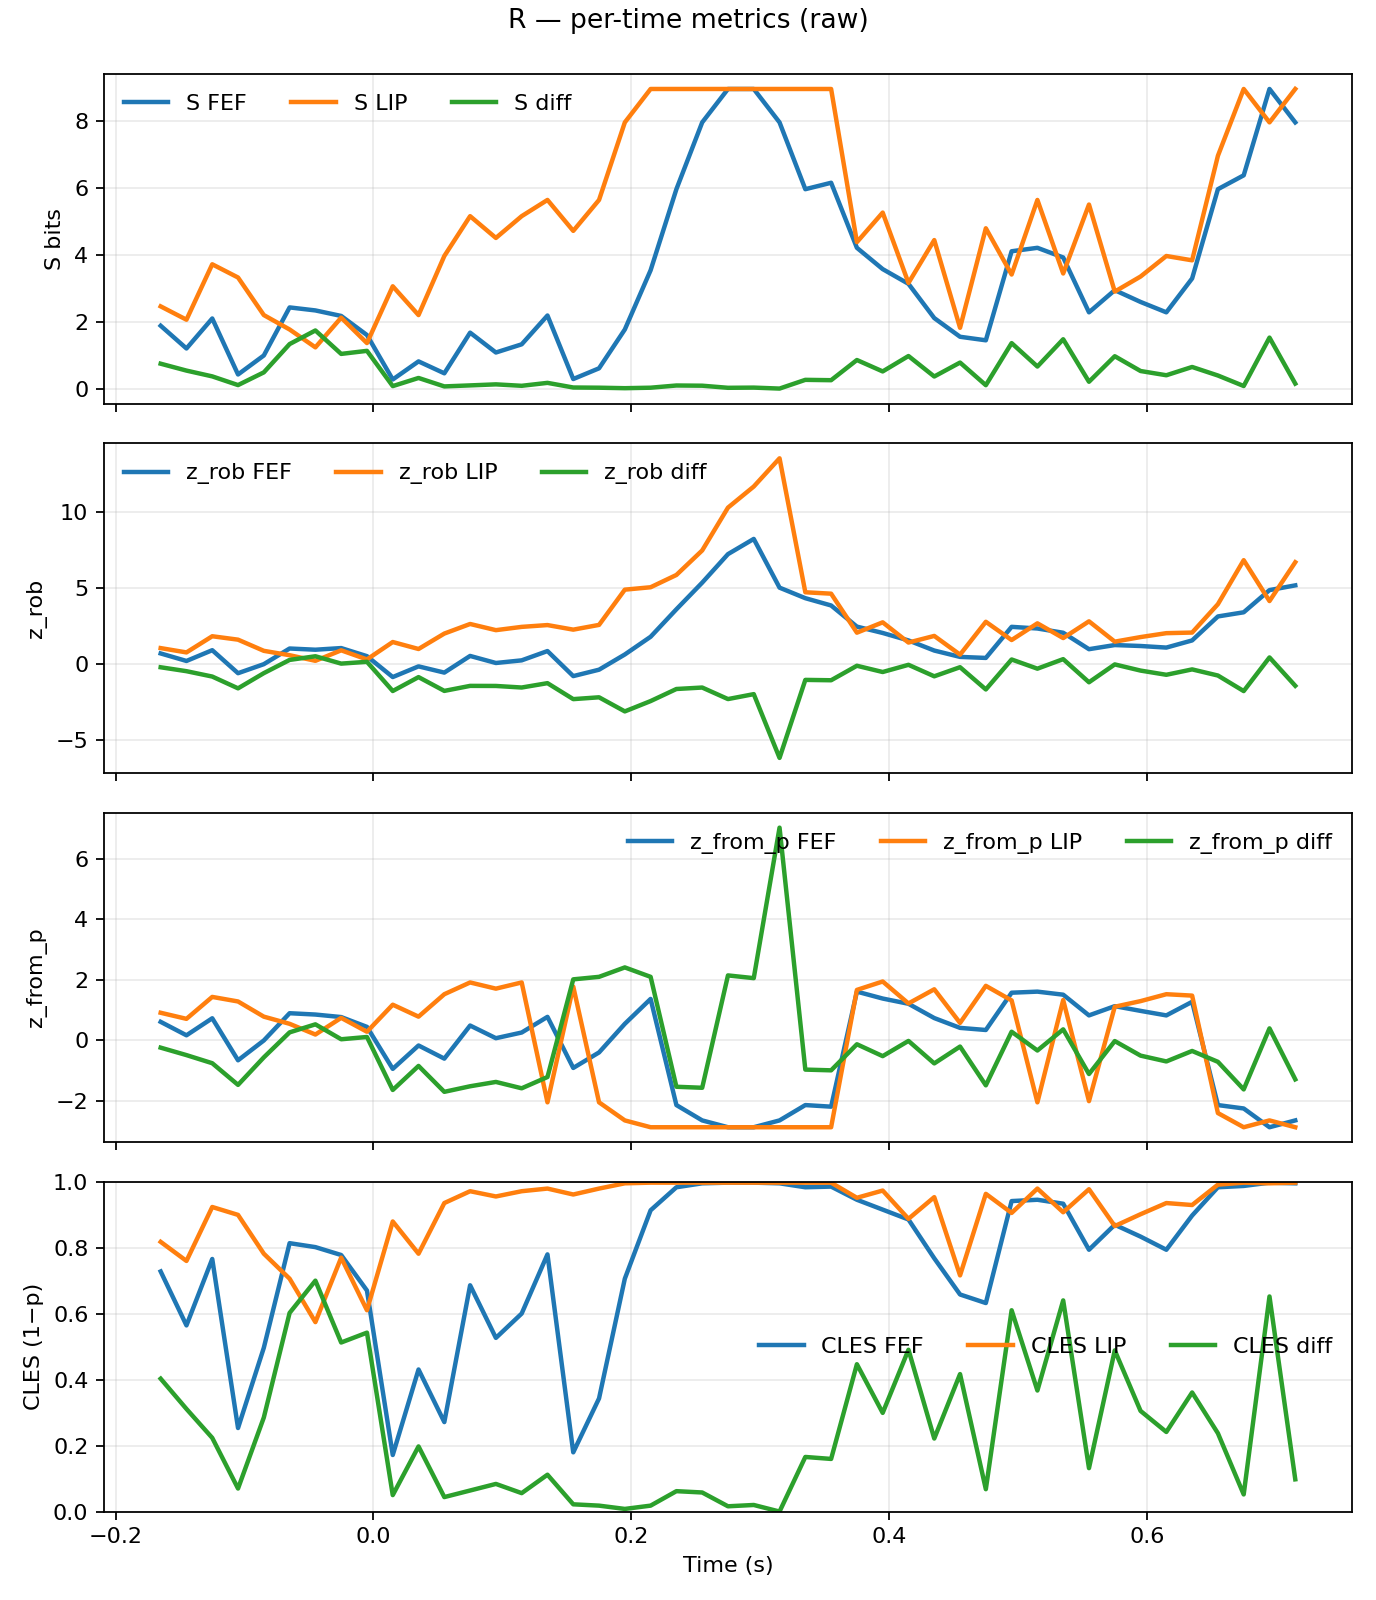 R — per-time metrics (raw)
S FEF S LIP S diff
8
6
4
2
0
S bits
z_rob FEF z_rob LIP z_rob diff
10
5
0
−5
z_rob
z_from_p FEF z_from_p LIP z_from_p diff
6
4
2
0
−2
z_from_p
1.0
0.8
0.6
0.4
0.2
0.0
CLES (1−p)
CLES FEF CLES LIP CLES diff
−0.2 0.0 0.2 0.4 0.6
Time (s)